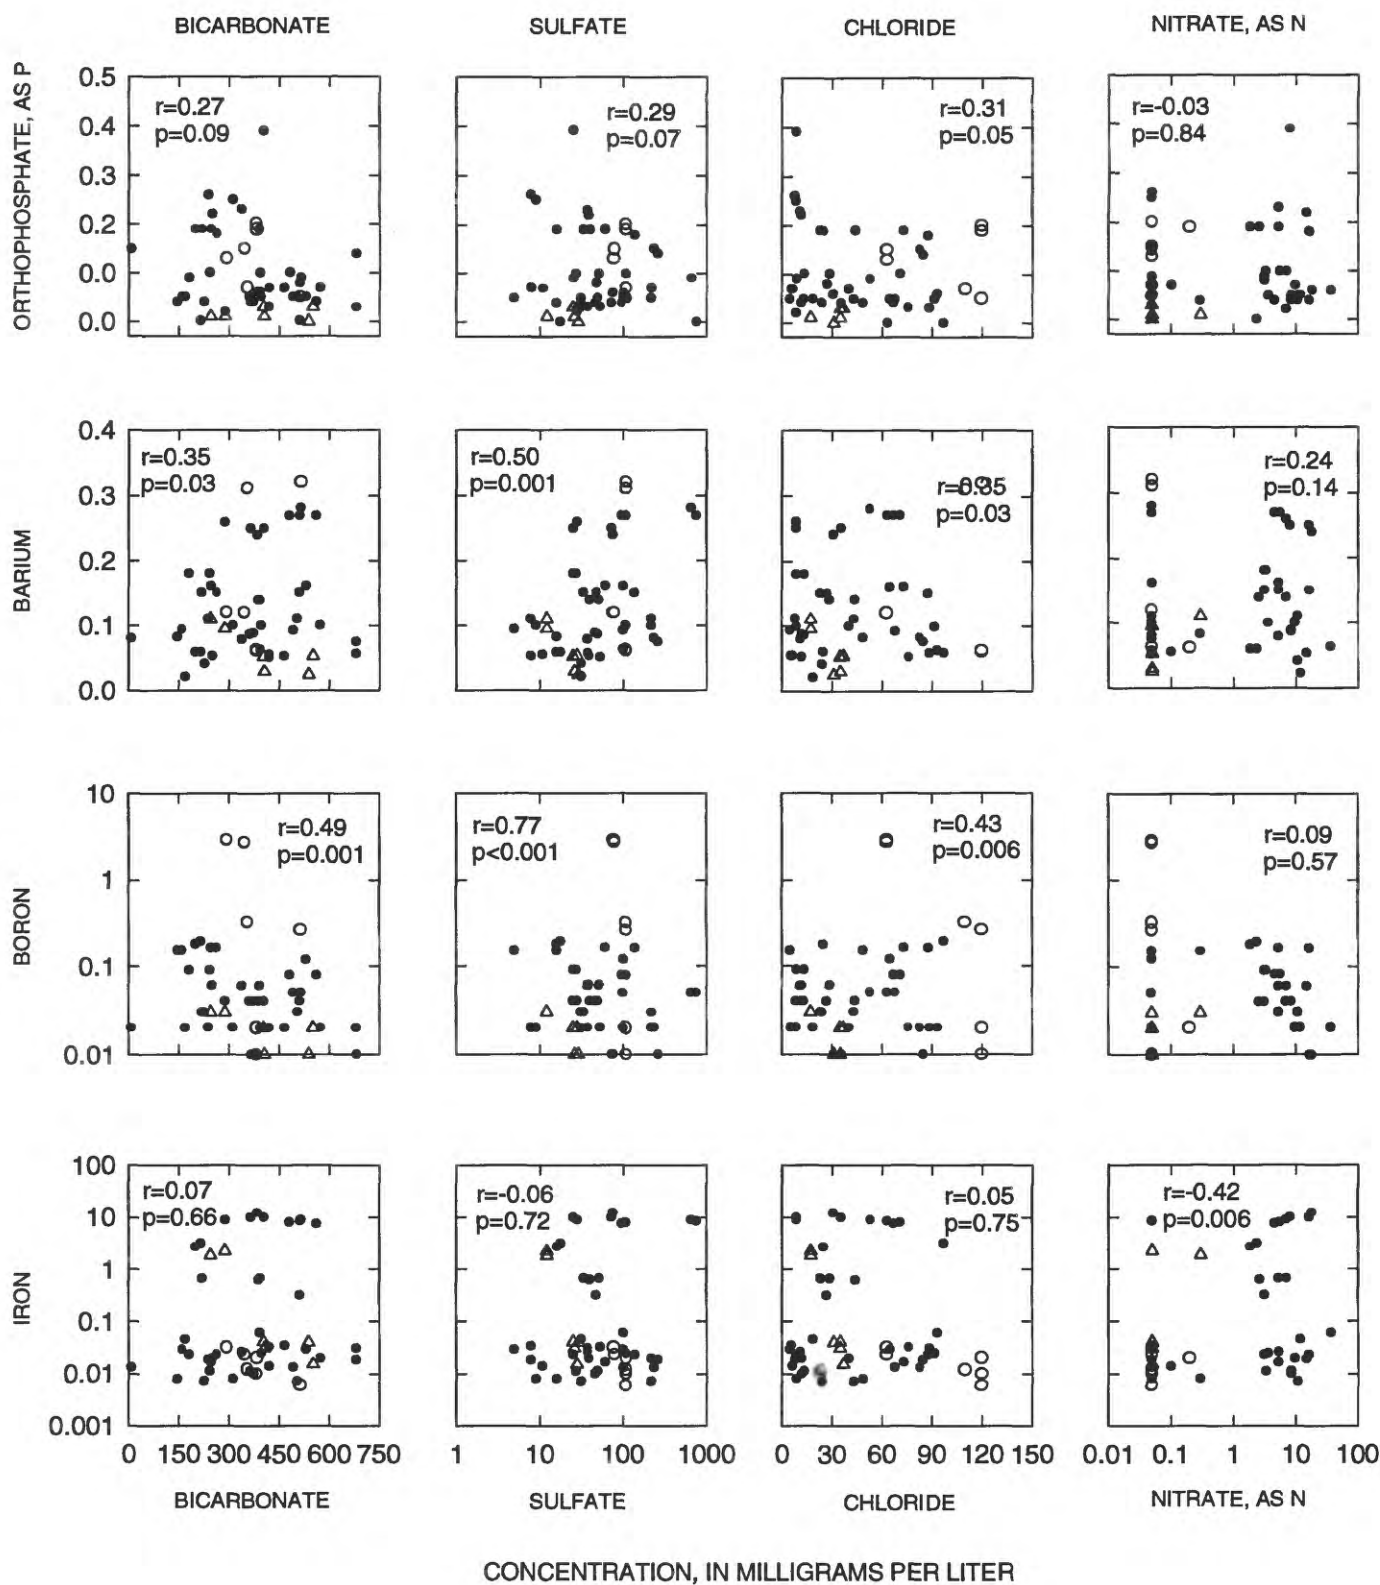 BICARBONATE SULFATE CHLORIDE NITRATE, AS N
ORTHOPHOSPHATE, AS P
0.5
0.4
0.3
0.2
0.0
0.0
r=0.27
p=0.09
r=0.29
p=0.07
r=0.31
p=0.05
r=-0.03
p=0.84
BARIUM
0.4
0.3
0.2
0.1
0.0
r=0.35
p=0.03
r=0.50
p=0.001
r=0.35
p=0.03
r=0.24
p=0.14
BORON
10
1
0.1
0.01
r=0.49
p=0.001
r=0.77
p<0.001
r=0.43
p=0.006
r=0.09
p=0.57
IRON
100
10
1
0.1
0.01
0.001
r=0.07
p=0.66
r=-0.06
p=0.72
r=0.05
p=0.75
r=-0.42
p=0.006
0 150 300 450 600 750 1 10 100 1000 0 30 60 90 120 150 0.01 0.1 1 10 100
BICARBONATE SULFATE CHLORIDE NITRATE, AS N
CONCENTRATION, IN MILLIGRAMS PER LITER